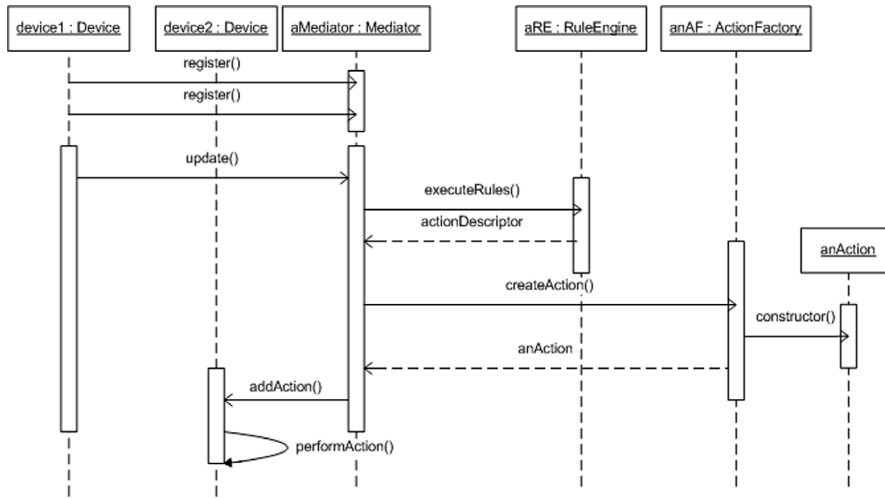 device1 : Device
device2 : Device
aMediator : Mediator
aRE : RuleEngine
anAF : ActionFactory
register()
register()
update()
executeRules()
actionDescriptor
anAction
createAction()
constructor()
anAction
addAction()
performAction()